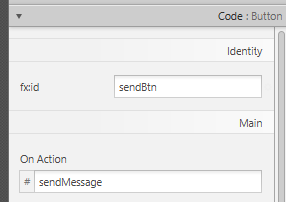 Code : Button
Identity
fx:id sendBtn
Main
On Action
# sendMessage